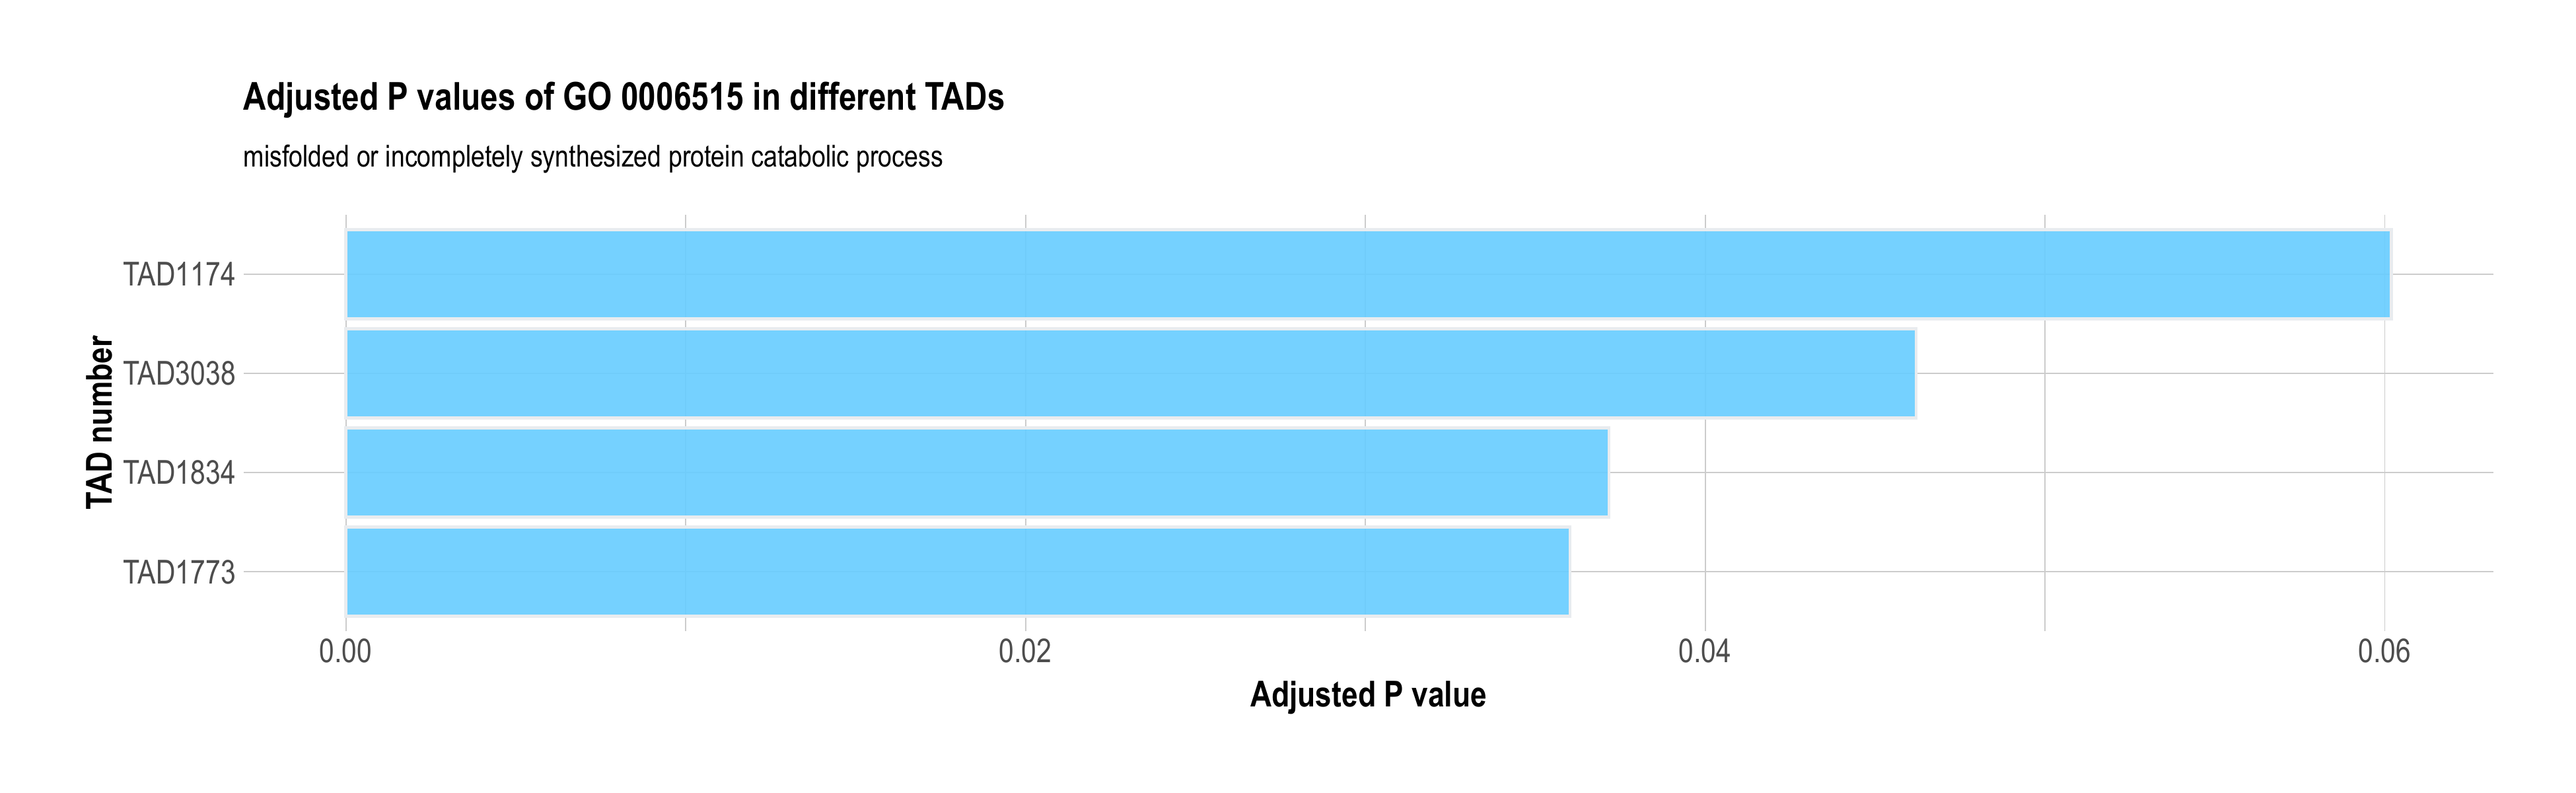 Adjusted P values of GO 0006515 in different TADs
misfolded or incompletely synthesized protein catabolic process
TAD number
TAD1174
TAD3038
TAD1834
TAD1773
0.00 0.02 0.04 0.06
Adjusted P value